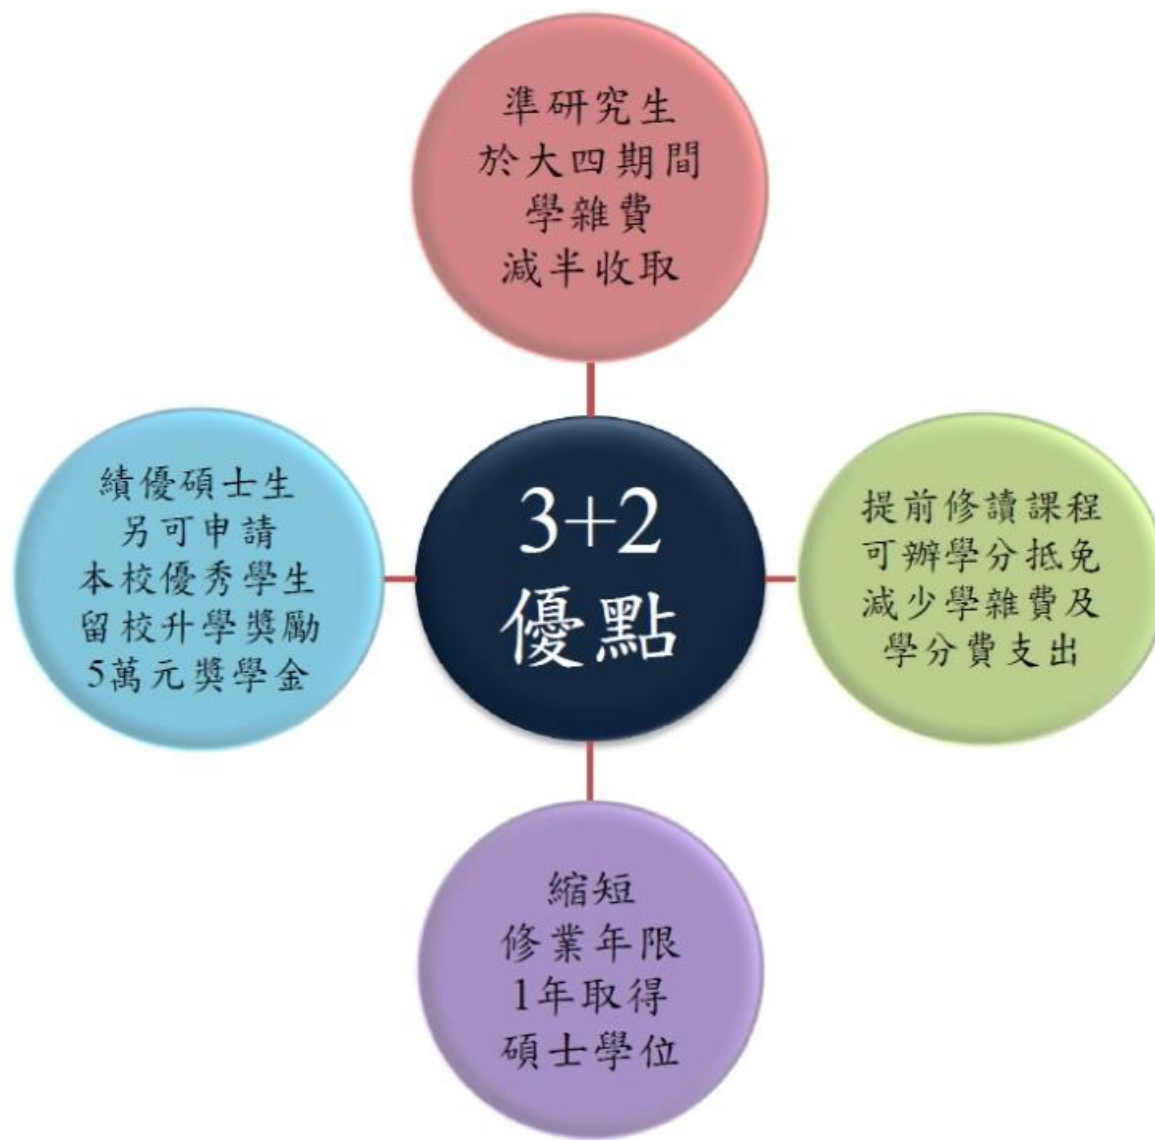 準研究生
於大四期間
學雜費
減半收取
績優碩士生
另可申請
本校優秀學生
留校升學獎勵
5萬元獎學金
3+2
優點
提前修讀課程
可辦學分抵免
減少學雜費及
學分費支出
縮短
修業年限
1年取得
碩士學位